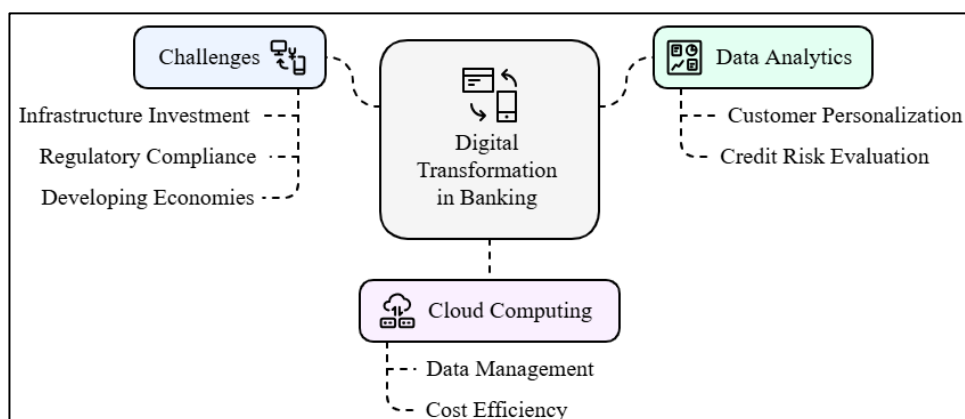 Challenges
Infrastructure Investment
Regulatory Compliance
Developing Economies
Digital
Transformation
in Banking
Data Analytics
Customer Personalization
Credit Risk Evaluation
Cloud Computing
Data Management
Cost Efficiency